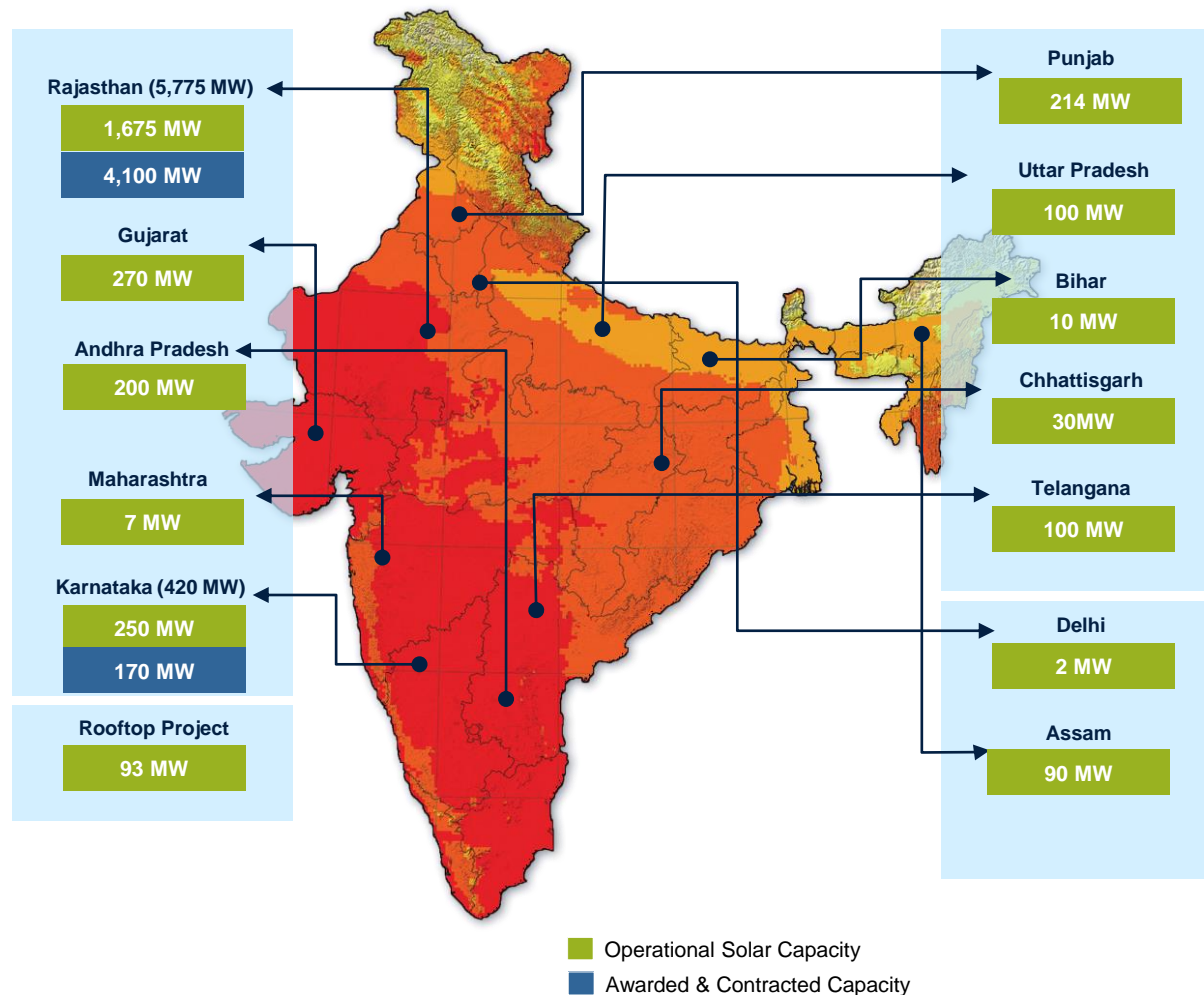 Rajasthan (5,775 MW)
1,675 MW
4,100 MW
Gujarat
270 MW
Andhra Pradesh
200 MW
Maharashtra
7 MW
Karnataka (420 MW)
250 MW
170 MW
Rooftop Project
93 MW
Punjab
214 MW
Uttar Pradesh
100 MW
Bihar
10 MW
Chhattisgarh
30MW
Telangana
100 MW
Delhi
2 MW
Assam
90 MW
Operational Solar Capacity
Awarded & Contracted Capacity